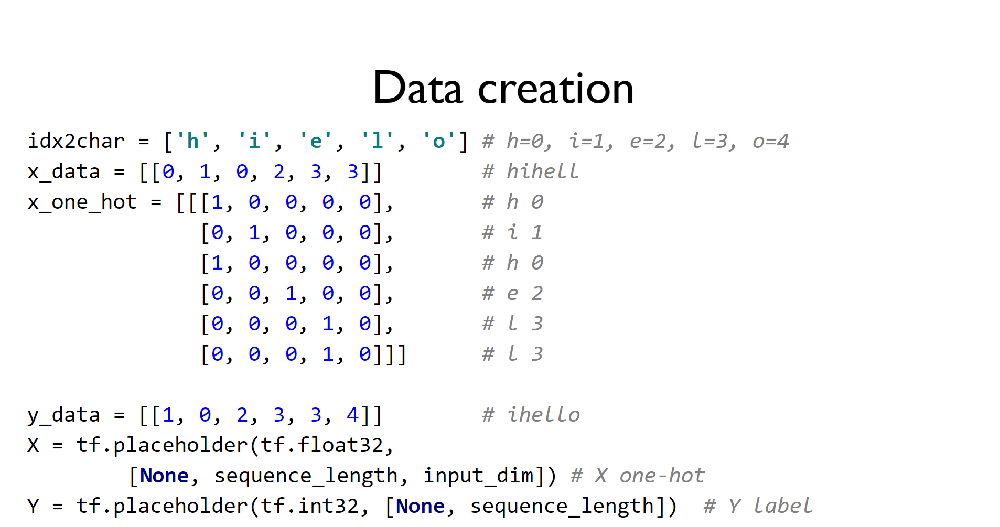 Data creation
idx2char = ['h', 'i', 'e', 'l', 'o'] # h=0, i=1, e=2, l=3, o=4
x_data = [[0, 1, 0, 2, 3, 3]]        # hihell
x_one_hot = [[[1, 0, 0, 0, 0],       # h 0
              [0, 1, 0, 0, 0],       # i 1
              [1, 0, 0, 0, 0],       # h 0
              [0, 0, 1, 0, 0],       # e 2
              [0, 0, 0, 1, 0],       # l 3
              [0, 0, 0, 1, 0]]]      # l 3
y_data = [[1, 0, 2, 3, 3, 4]]        # ihello
X = tf.placeholder(tf.float32,
        [None, sequence_length, input_dim]) # X one-hot
Y = tf.placeholder(tf.int32, [None, sequence_length])  # Y label